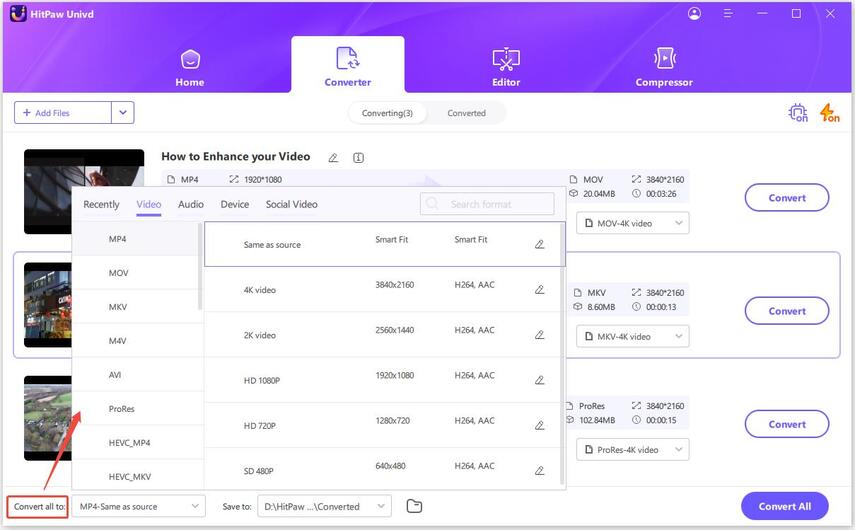 HitPaw Univd
Home
Converter
Editor
Compressor
+ Add Files
Converting(3)
Converted
on
on
How to Enhance your Video
MP4 1920*1080
MOV 3840*2160
20.04MB 00:03:26
MOV-4K video
Convert
Recently Video Audio Device Social Video Search format
MP4
MOV
MKV
M4V
AVI
ProRes
HEVC_MP4
HEVC_MKV
Same as source Smart Fit Smart Fit
4K video 3840x2160 H264, AAC
2K video 2560x1440 H264, AAC
HD 1080P 1920x1080 H264, AAC
HD 720P 1280x720 H264, AAC
SD 480P 640x480 H264, AAC
MKV 3840*2160
8.60MB 00:00:13
MKV-4K video
Convert
ProRes 3840*2160
102.84MB 00:00:15
ProRes-4K video
Convert
Convert all to: MP4-Same as source Save to: D:\HitPaw ...\Converted
Convert All